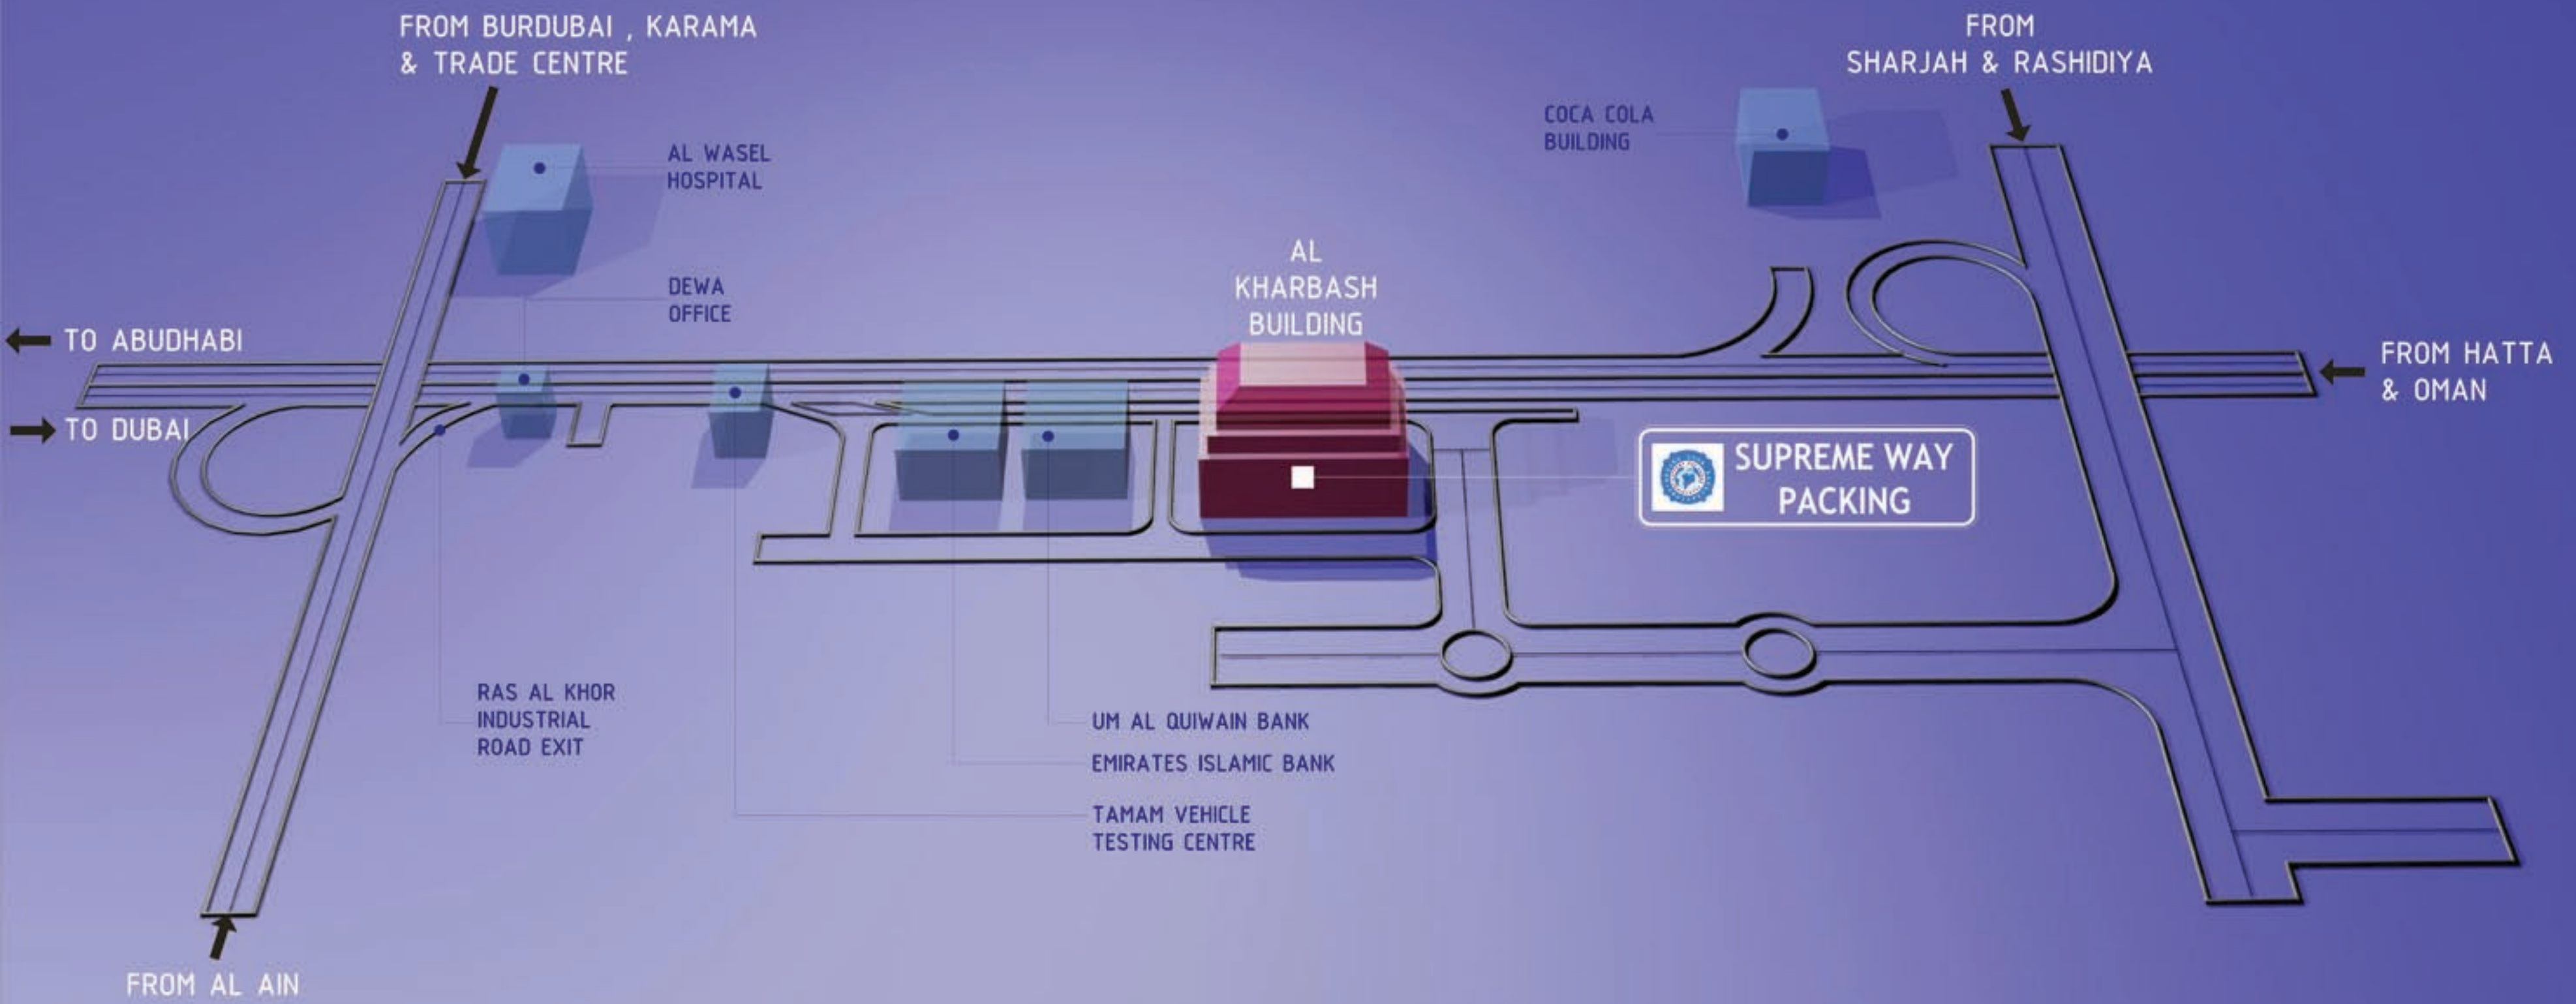 FROM BURDUBAI , KARAMA
& TRADE CENTRE
FROM
SHARJAH & RASHIDIYA
COCA COLA
BUILDING
AL WASEL
HOSPITAL
AL
KHARBASH
BUILDING
DEWA
OFFICE
TO ABUDHABI
FROM HATTA
& OMAN
TO DUBAI
SUPREME WAY
PACKING
RAS AL KHOR
INDUSTRIAL
ROAD EXIT
UM AL QUIWAIN BANK
EMIRATES ISLAMIC BANK
TAMAM VEHICLE
TESTING CENTRE
FROM AL AIN